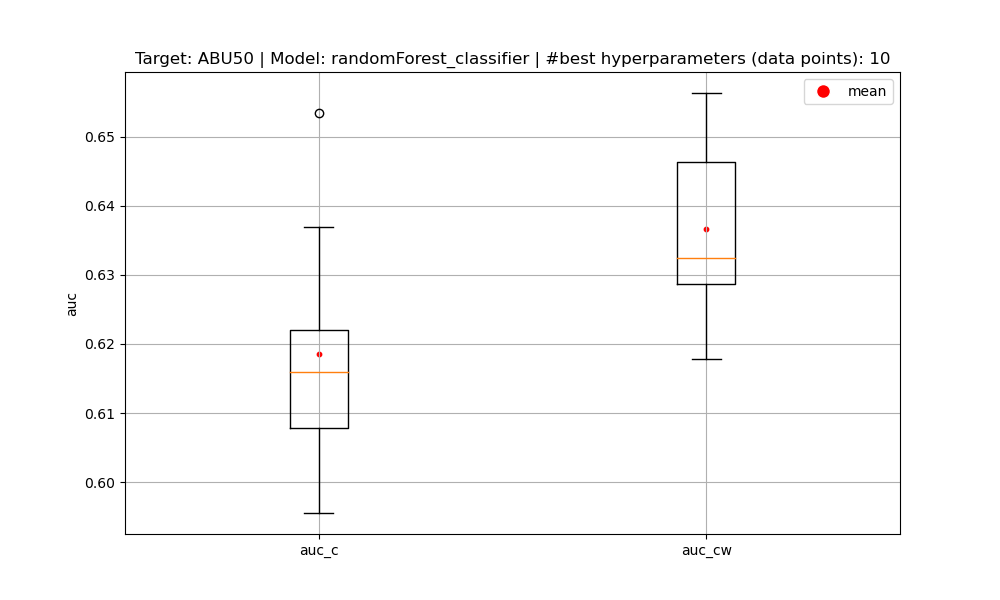 Target: ABU50 | Model: randomForest_classifier | #best hyperparameters (data points): 10
mean
0.65
0.64
0.63
0.62
0.61
0.60
auc
auc_c
auc_cw